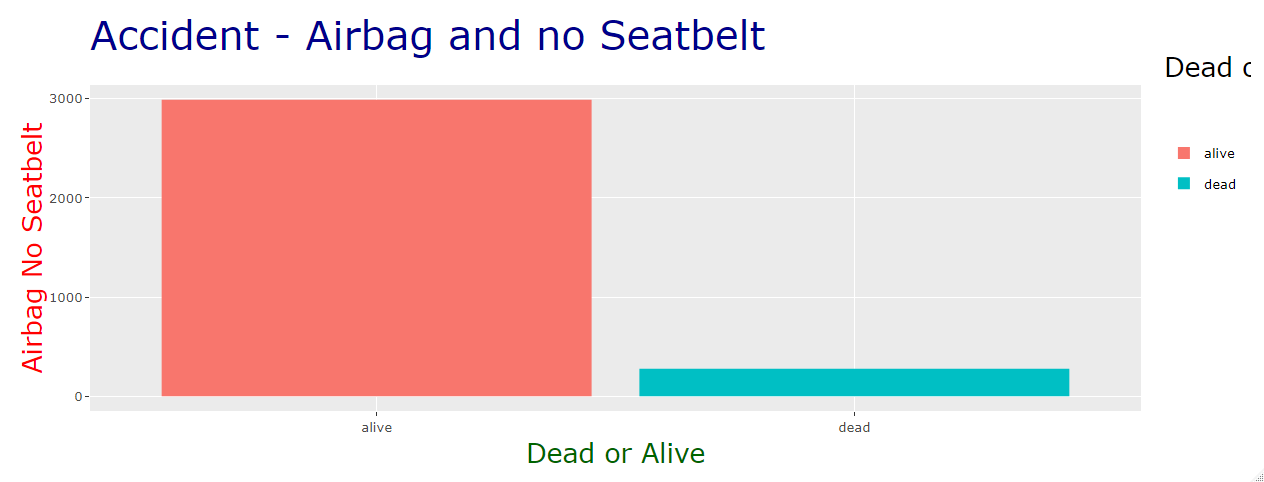 Accident - Airbag and no Seatbelt
Dead
alive
dead
Airbag No Seatbelt
3000
2000
1000
0
alive
dead
Dead or Alive